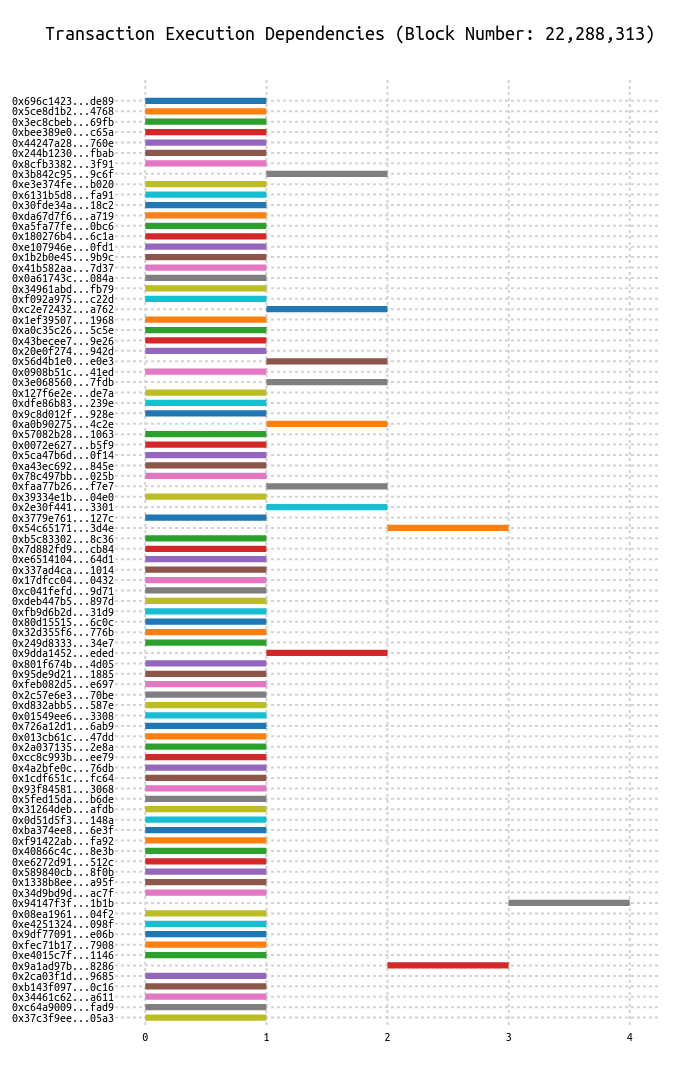 Transaction Execution Dependencies (Block Number: 22,288,313)
0x696c1423...de89
0x5ce8d1b2...4768
0x3ec8cbeb...69fb
0xbee389e0...c65a
0x44247a28...760e
0x244b1230...fbab
0x8cfb3382...3f91
0x3b842c95...9c6f
0xe3e374fe...b020
0x6131b5d8...fa91
0x30fde34a...18c2
0xda67d7f6...a719
0xa5fa77fe...0bc6
0x180276b4...6c1a
0xe107946e...0fd1
0x1b2b0e45...9b9c
0x41b582aa...7d37
0x0a61743c...084a
0x34961abd...fb79
0xf092a975...c22d
0xc2e72432...a762
0x1ef39507...1968
0xa0c35c26...5c5e
0x43becee7...9e26
0x20e0f274...942d
0x56d4b1e0...e0e3
0x0908b51c...41ed
0x3e068560...7fdb
0x127f6e2e...de7a
0xdfe86b83...239e
0x9c8d012f...928e
0xa0b90275...4c2e
0x57082b28...1063
0x0072e627...b5f9
0x5ca47b6d...0f14
0xa43ec692...845e
0x78c497bb...025b
0xfaa77b26...f7e7
0x39334e1b...04e0
0x2e30f441...3301
0x3779e761...127c
0x54c65171...3d4e
0xb5c83302...8c36
0x7d882fd9...cb84
0xe6514104...64d1
0x337ad4ca...1014
0x17dfcc04...0432
0xc041fefd...9d71
0xdeb447b5...897d
0xfb9d6b2d...31d9
0x80d15515...6c0c
0x32d355f6...776b
0x249d8333...34e7
0x9dda1452...eded
0x801f674b...4d05
0x95de9d21...1885
0xfeb082d5...e697
0x2c57e6e3...70be
0xd832abb5...587e
0x01549ee6...3308
0x726a12d1...6ab9
0x013cb61c...47dd
0x2a037135...2e8a
0xcc8c993b...ee79
0x4a2bfe0c...76db
0x1cdf651c...fc64
0x93f84581...3068
0x5fed15da...b6de
0x31264deb...afdb
0x0d51d5f3...148a
0xba374ee8...6e3f
0xf91422ab...fa92
0x40866c4c...8e3b
0xe6272d91...512c
0x589840cb...8f0b
0x1338b8ee...a95f
0x34d9bd9d...ac7f
0x94147f3f...1b1b
0x08ea1961...04f2
0xe4251324...098f
0x9df77091...e06b
0xfec71b17...7908
0xe4015c7f...1146
0x9a1ad97b...8286
0x2ca03f1d...9685
0xb143f097...0c16
0x34461c62...a611
0xc64a9009...fad9
0x37c3f9ee...05a3
0 1 2 3 4